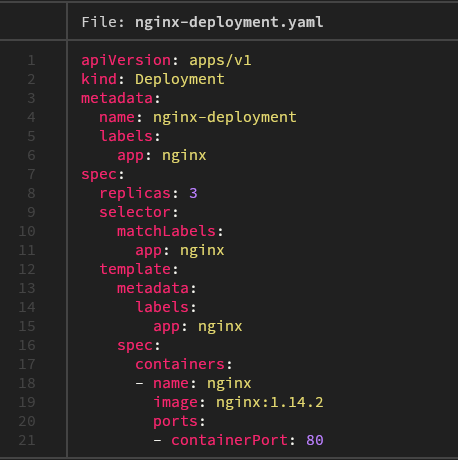 File: nginx-deployment.yaml
1 apiVersion: apps/v1
2 kind: Deployment
3 metadata:
4   name: nginx-deployment
5   labels:
6     app: nginx
7 spec:
8   replicas: 3
9   selector:
10     matchLabels:
11       app: nginx
12   template:
13     metadata:
14       labels:
15         app: nginx
16     spec:
17       containers:
18       - name: nginx
19         image: nginx:1.14.2
20         ports:
21         - containerPort: 80